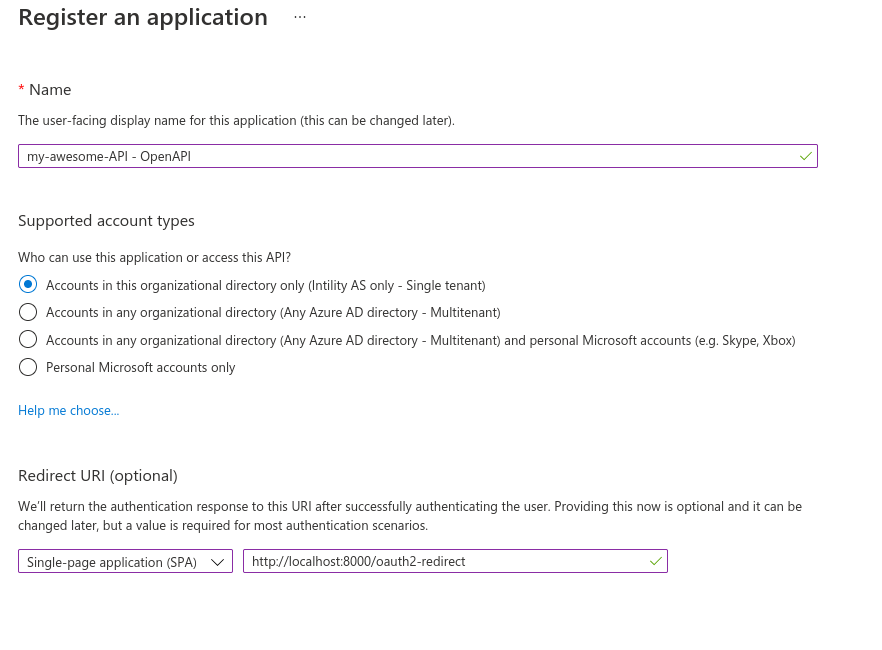 Register an application ...
* Name
The user-facing display name for this application (this can be changed later).
my-awesome-API - OpenAPI
Supported account types
Who can use this application or access this API?
Accounts in this organizational directory only (Intility AS only - Single tenant)
Accounts in any organizational directory (Any Azure AD directory - Multitenant)
Accounts in any organizational directory (Any Azure AD directory - Multitenant) and personal Microsoft accounts (e.g. Skype, Xbox)
Personal Microsoft accounts only
Help me choose...
Redirect URI (optional)
We'll return the authentication response to this URI after successfully authenticating the user. Providing this now is optional and it can be
changed later, but a value is required for most authentication scenarios.
Single-page application (SPA) http://localhost:8000/oauth2-redirect